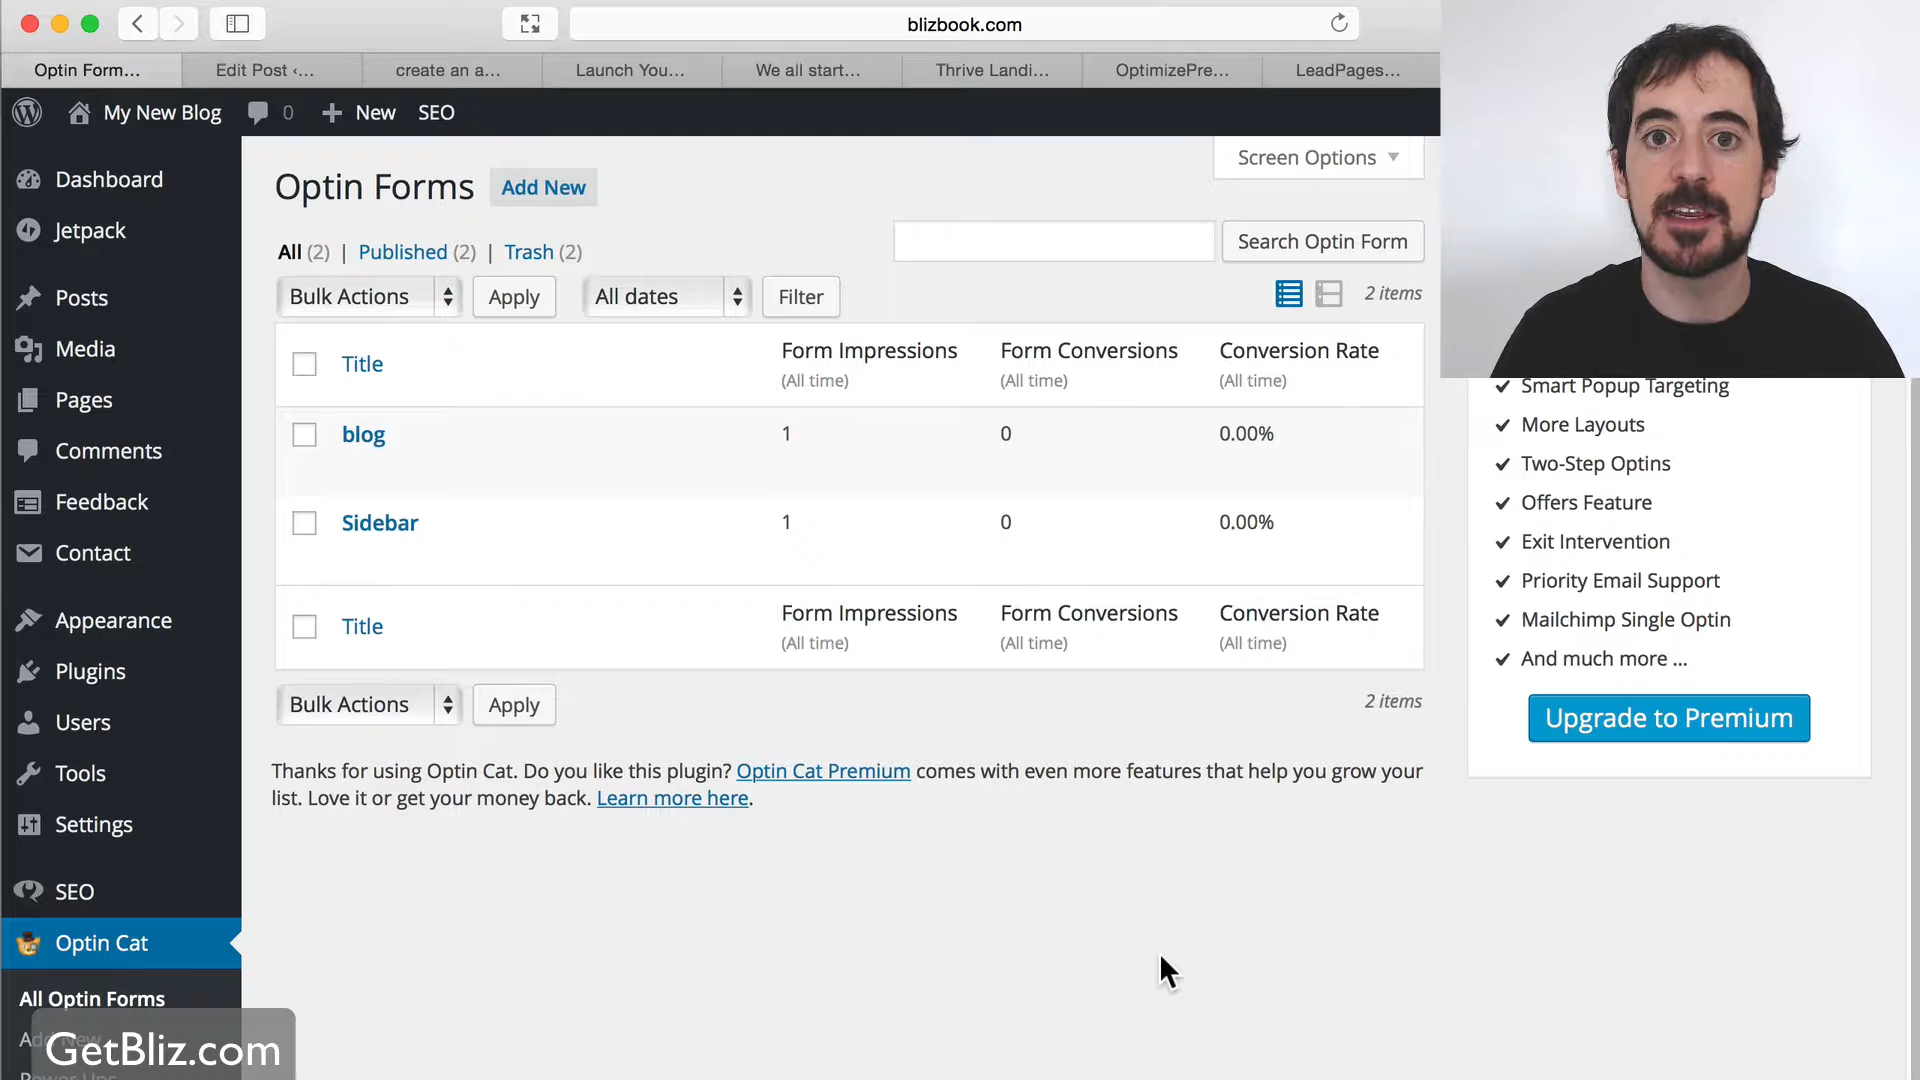 blizbook.com
Optin Form...
Edit Post ‹...
create an a...
Launch You...
We all start...
Thrive Landi...
OptimizePre...
LeadPages...
My New Blog
0
New
SEO
Dashboard
Jetpack
Posts
Media
Pages
Comments
Feedback
Contact
Appearance
Plugins
Users
Tools
Settings
SEO
Optin Cat
All Optin Forms
GetBliz.com
Screen Options
Optin Forms
Add New
All (2) | Published (2) | Trash (2)
Search Optin Form
Bulk Actions
Apply
All dates
Filter
2 items
Title
Form Impressions
(All time)
Form Conversions
(All time)
Conversion Rate
(All time)
blog
1
0
0.00%
Sidebar
1
0
0.00%
Title
Form Impressions
(All time)
Form Conversions
(All time)
Conversion Rate
(All time)
Bulk Actions
Apply
2 items
Thanks for using Optin Cat. Do you like this plugin? Optin Cat Premium comes with even more features that help you grow your
list. Love it or get your money back. Learn more here.
Smart Popup Targeting
More Layouts
Two-Step Optins
Offers Feature
Exit Intervention
Priority Email Support
Mailchimp Single Optin
And much more ...
Upgrade to Premium